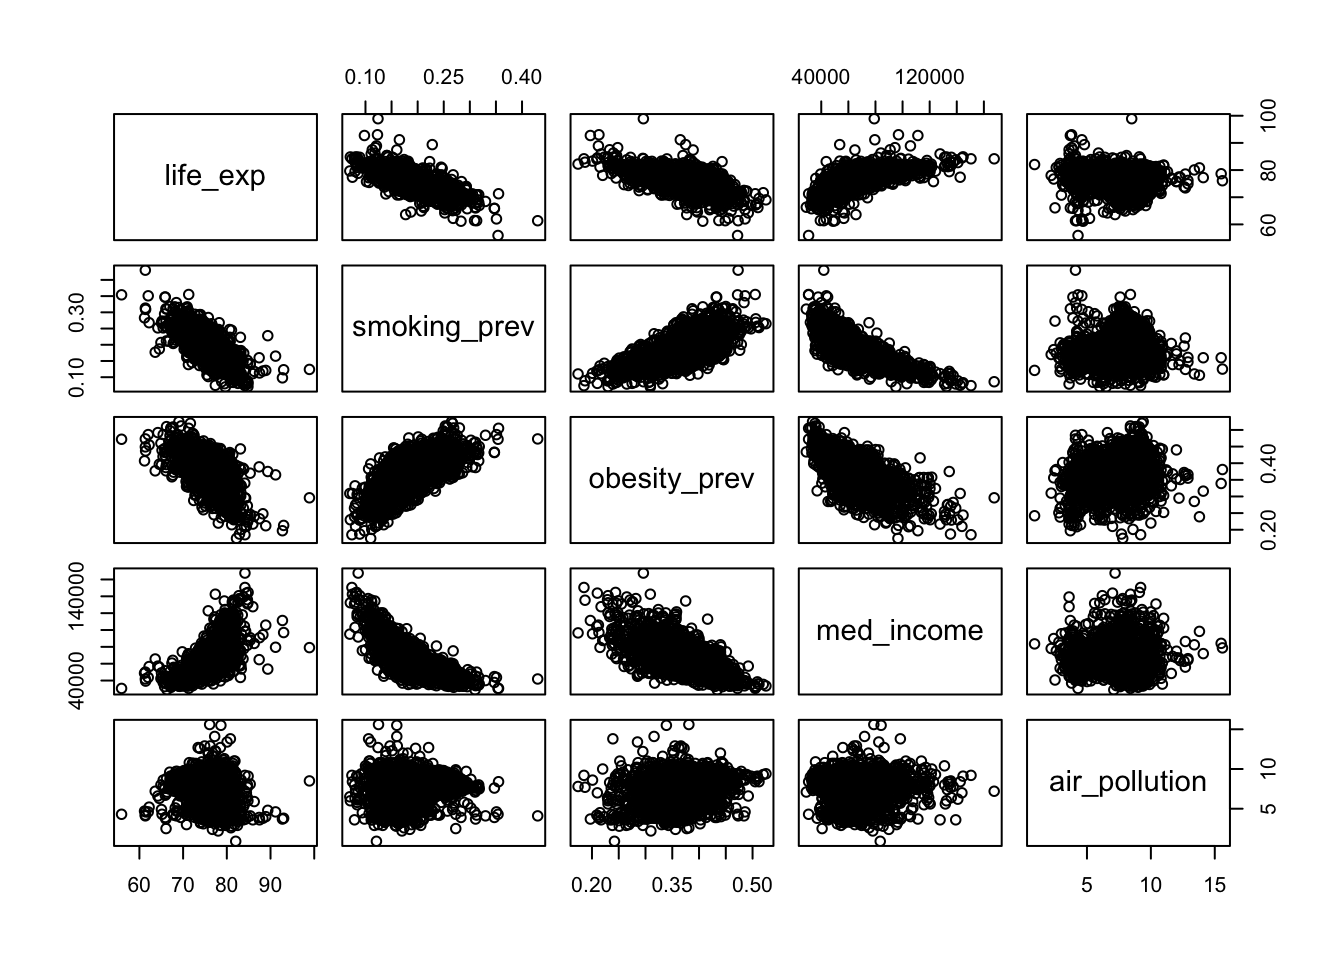 0.10 0.25 0.40 40000 120000
life_exp 60 80 100
0.10 0.30 smoking_prev
obesity_prev 0.20 0.40
40000 140000 med_income
air_pollution 5 10
60 70 80 90 0.20 0.35 0.50 5 10 15